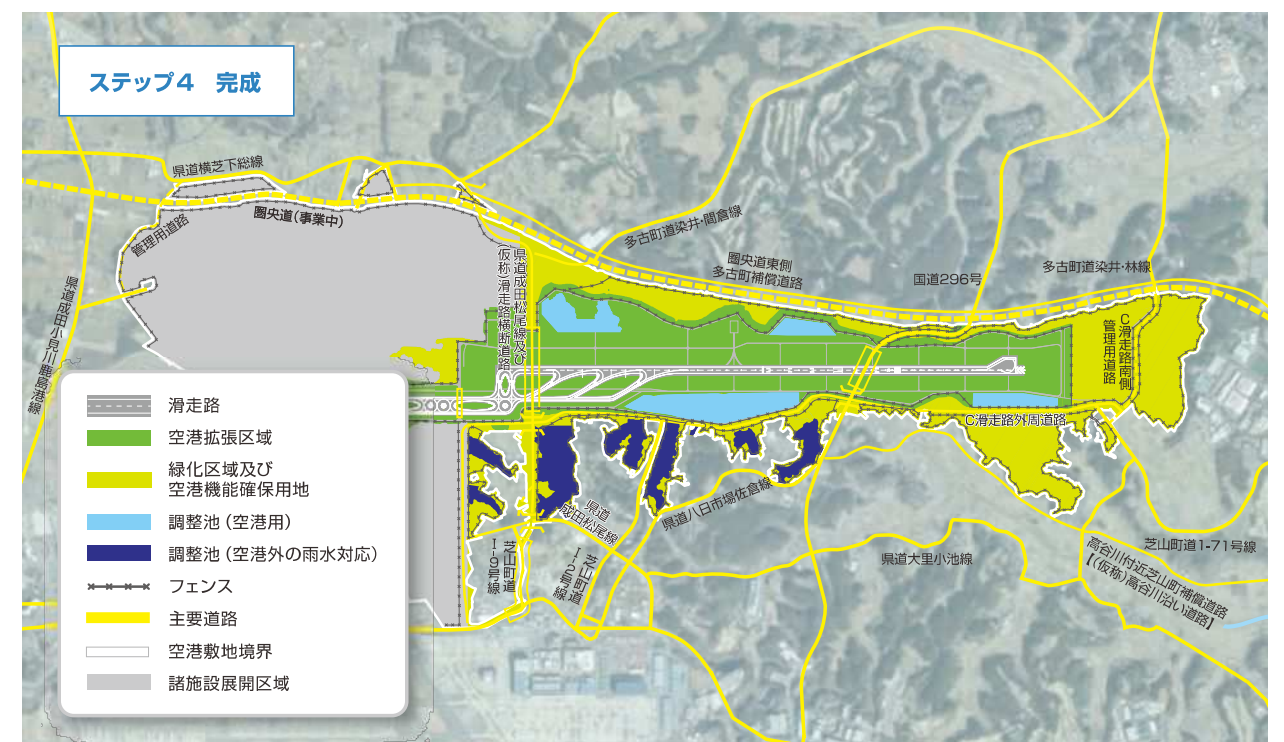 ステップ4　完成
県道横芝下総線
圏央道(事業中)
管理用道路
県道成田小見川鹿島港線
県道成田松尾線及び
(仮称)滑走路横断道路
多古町道染井・間倉線
圏央道東側
多古町補償道路
国道296号
多古町道染井・林線
C滑走路南側
管理用道路
C滑走路外周道路
滑走路
空港拡張区域
緑化区域及び
空港機能確保用地
調整池（空港用）
調整池（空港外の雨水対応）
フェンス
主要道路
空港敷地境界
諸施設展開区域
芝山町道
I-9号線
県道
成田松尾線
芝山町道
I-2号線
県道八日市場佐倉線
県道大里小池線
芝山町道1-71号線
高谷川付近芝山町補償道路
【(仮称)高谷川沿い道路】